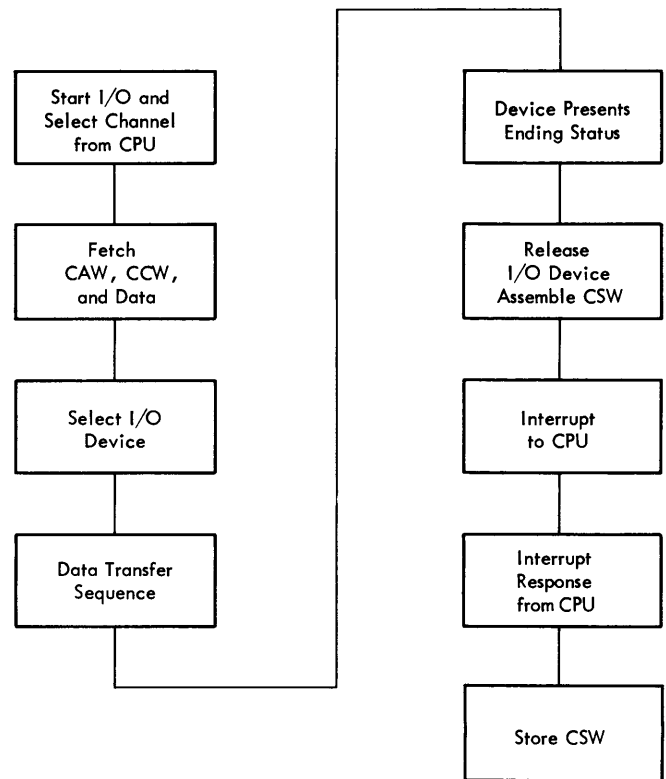 Start I/O and
Select Channel
from CPU
Fetch
CAW, CCW,
and Data
Select I/O
Device
Data Transfer
Sequence
Device Presents
Ending Status
Release
I/O Device
Assemble CSW
Interrupt
to CPU
Interrupt
Response
from CPU
Store CSW